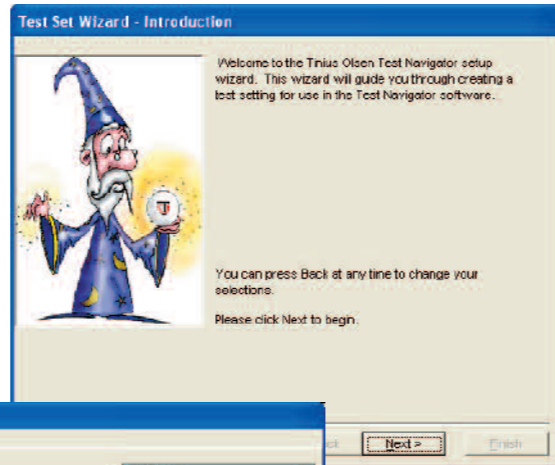 Test Set Wizard - Introduction
Welcome to the Tinius Olsen Test Navigator setup
wizard. This wizard will guide you through creating a
test setting for use in the Test Navigator software.
You can press Back at any time to change your
selections.
Please click Next to begin.
Next >
Finish